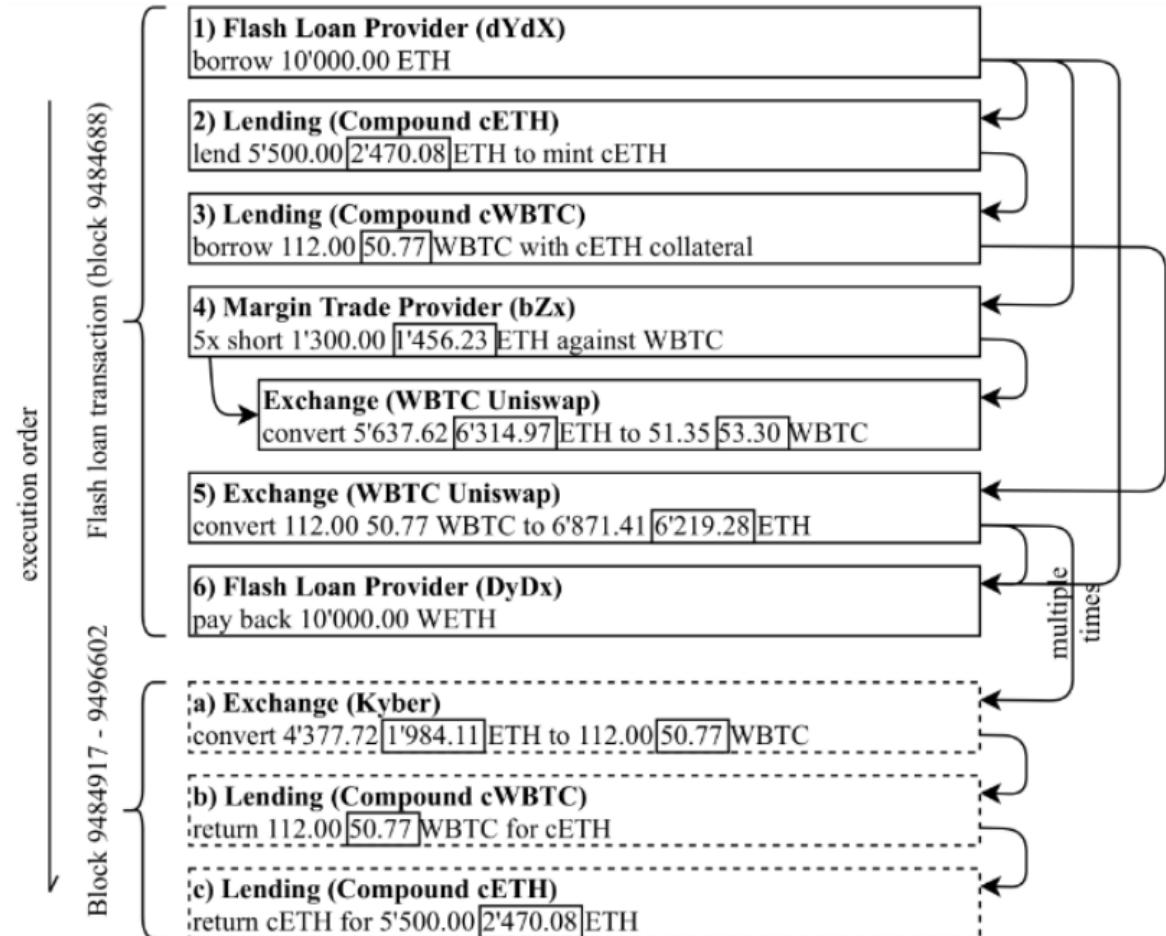 1) Flash Loan Provider (dYdX)
borrow 10'000.00 ETH
2) Lending (Compound cETH)
lend 5'500.00 2'470.08 ETH to mint cETH
3) Lending (Compound cWBTC)
borrow 112.00 50.77 WBTC with cETH collateral
4) Margin Trade Provider (bZx)
5x short 1'300.00 1'456.23 ETH against WBTC
Exchange (WBTC Uniswap)
convert 5'637.62 6'314.97 ETH to 51.35 53.30 WBTC
5) Exchange (WBTC Uniswap)
convert 112.00 50.77 WBTC to 6'871.41 6'219.28 ETH
6) Flash Loan Provider (DyDx)
pay back 10'000.00 WETH
a) Exchange (Kyber)
convert 4'377.72 1'984.11 ETH to 112.00 50.77 WBTC
b) Lending (Compound cWBTC)
return 112.00 50.77 WBTC for cETH
c) Lending (Compound cETH)
return cETH for 5'500.00 2'470.08 ETH
execution order
Flash loan transaction (block 9484688)
Block 9484917 - 9496602
multiple
times